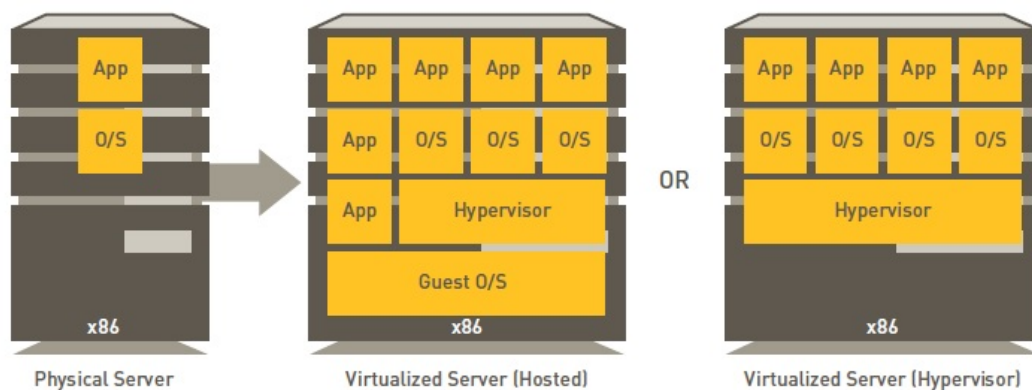 App
O/S
x86
Physical Server
App App App App
App O/S O/S O/S
App Hypervisor
Guest O/S
x86
Virtualized Server (Hosted)
OR
App App App App
O/S O/S O/S O/S
Hypervisor
x86
Virtualized Server (Hypervisor)